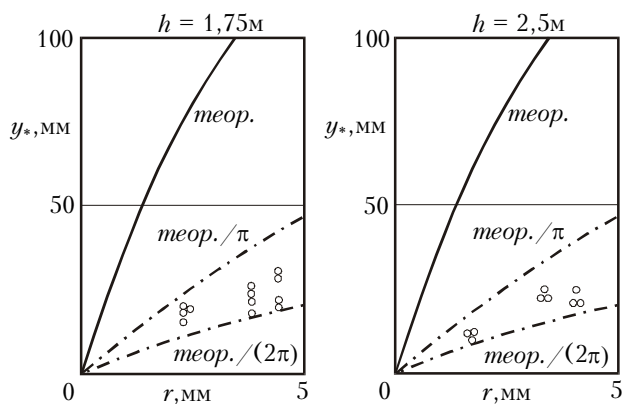 h = 1,75м
100
y*,мм
50
0
r,мм
5
теор.
теор./π
теор./(2π)
h = 2,5м
100
y*,мм
50
0
r,мм
5
теор.
теор./π
теор./(2π)